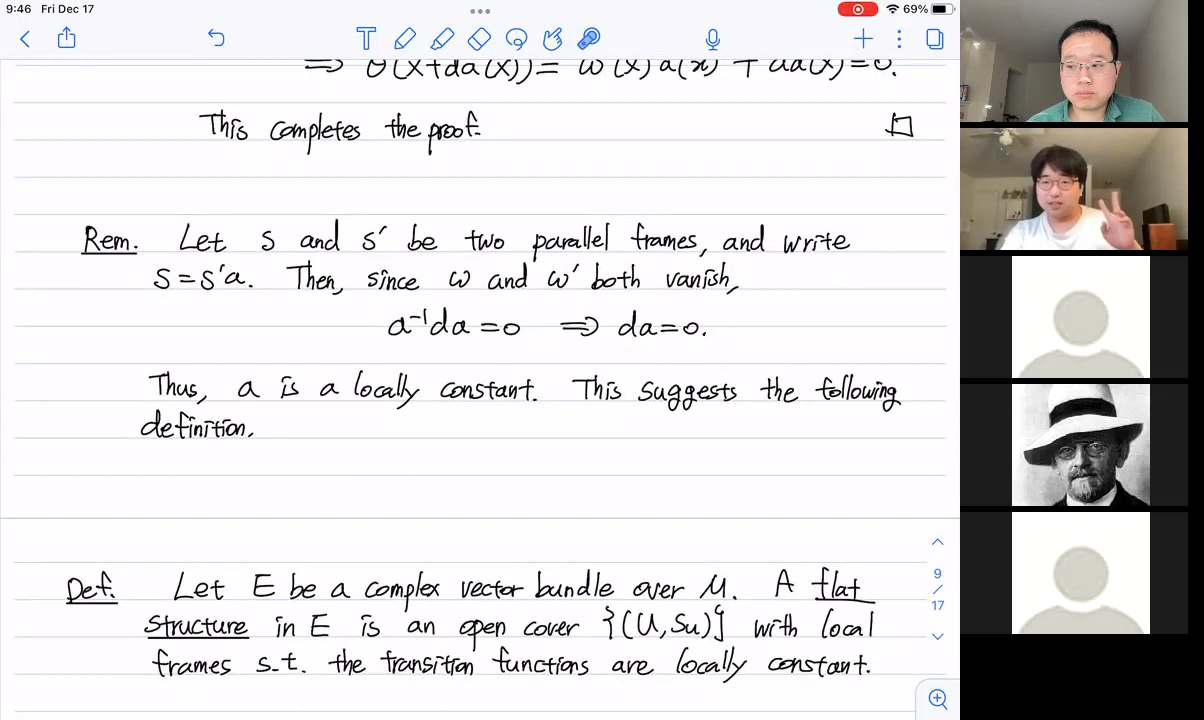 9:46 Fri Dec 17
69%
⟹ θ(X+da(X)) = ω(X)a(x) + da(X) = 0.
This completes the proof. □
Rem. Let s and s' be two parallel frames, and write
s = s'a. Then, since ω and ω' both vanish,
a⁻¹da = 0 ⟹ da = 0.
Thus, a is a locally constant. This suggests the following
definition.
Def. Let E be a complex vector bundle over M. A flat
structure in E is an open cover {(U, s_U)} with local
frames s.t. the transition functions are locally constant.
9
/
17